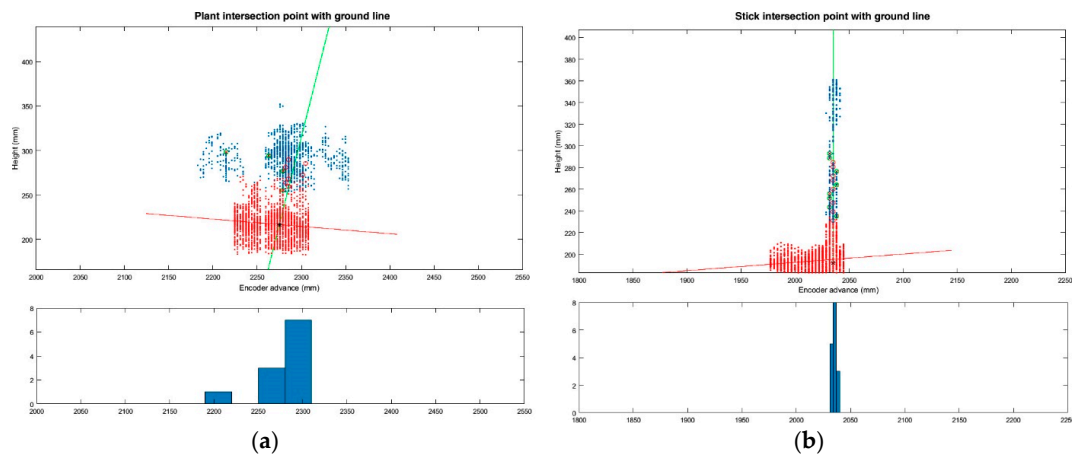 Plant intersection point with ground line
400
350
300
250
200
Height (mm)
2000 2050 2100 2150 2200 2250 2300 2350 2400 2450 2500 2550
Encoder advance (mm)
8
6
4
2
0
2000 2050 2100 2150 2200 2250 2300 2350 2400 2450 2500 2550
(a)
Stick intersection point with ground line
400
380
360
340
320
300
280
260
240
220
200
Height (mm)
1800 1850 1900 1950 2000 2050 2100 2150 2200 2250
Encoder advance (mm)
8
6
4
2
0
1800 1850 1900 1950 2000 2050 2100 2150 2200 2250
(b)